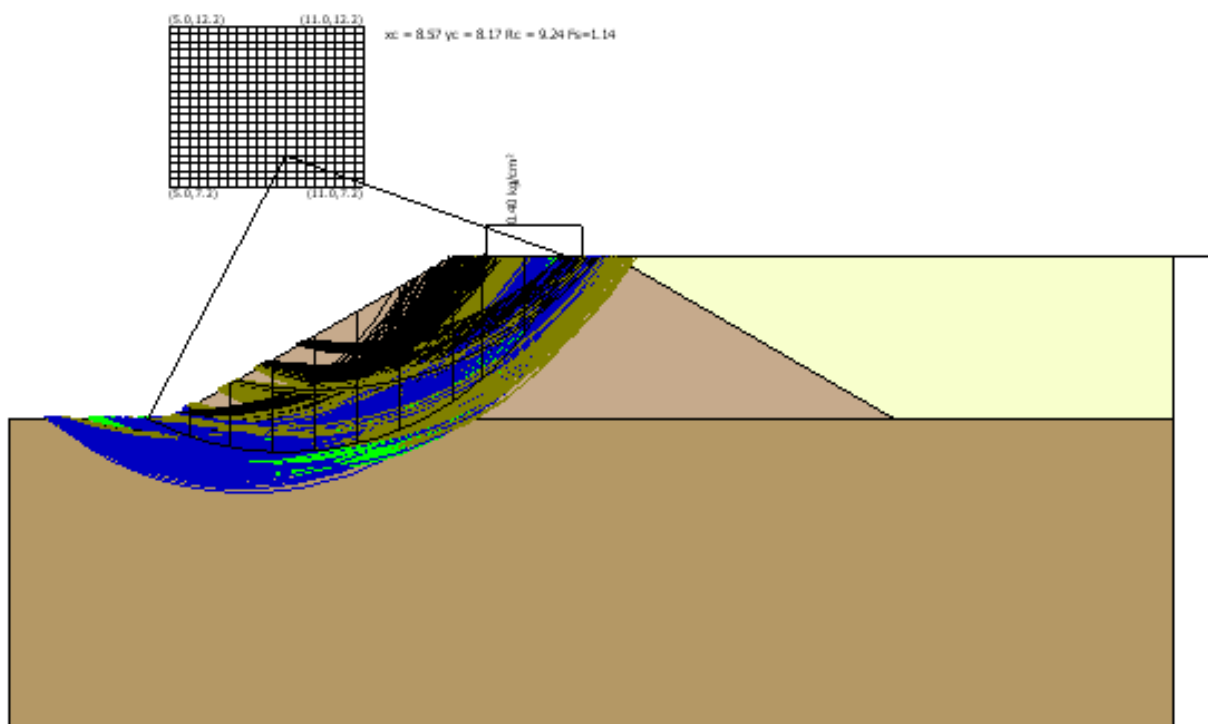 (5.0,12.2) (11.0,12.2)
xc = 8.57 yc = 8.17 Rc = 9.24 Fs=1.14
0.40 kg/cm²
(5.0,7.2) (11.0,7.2)